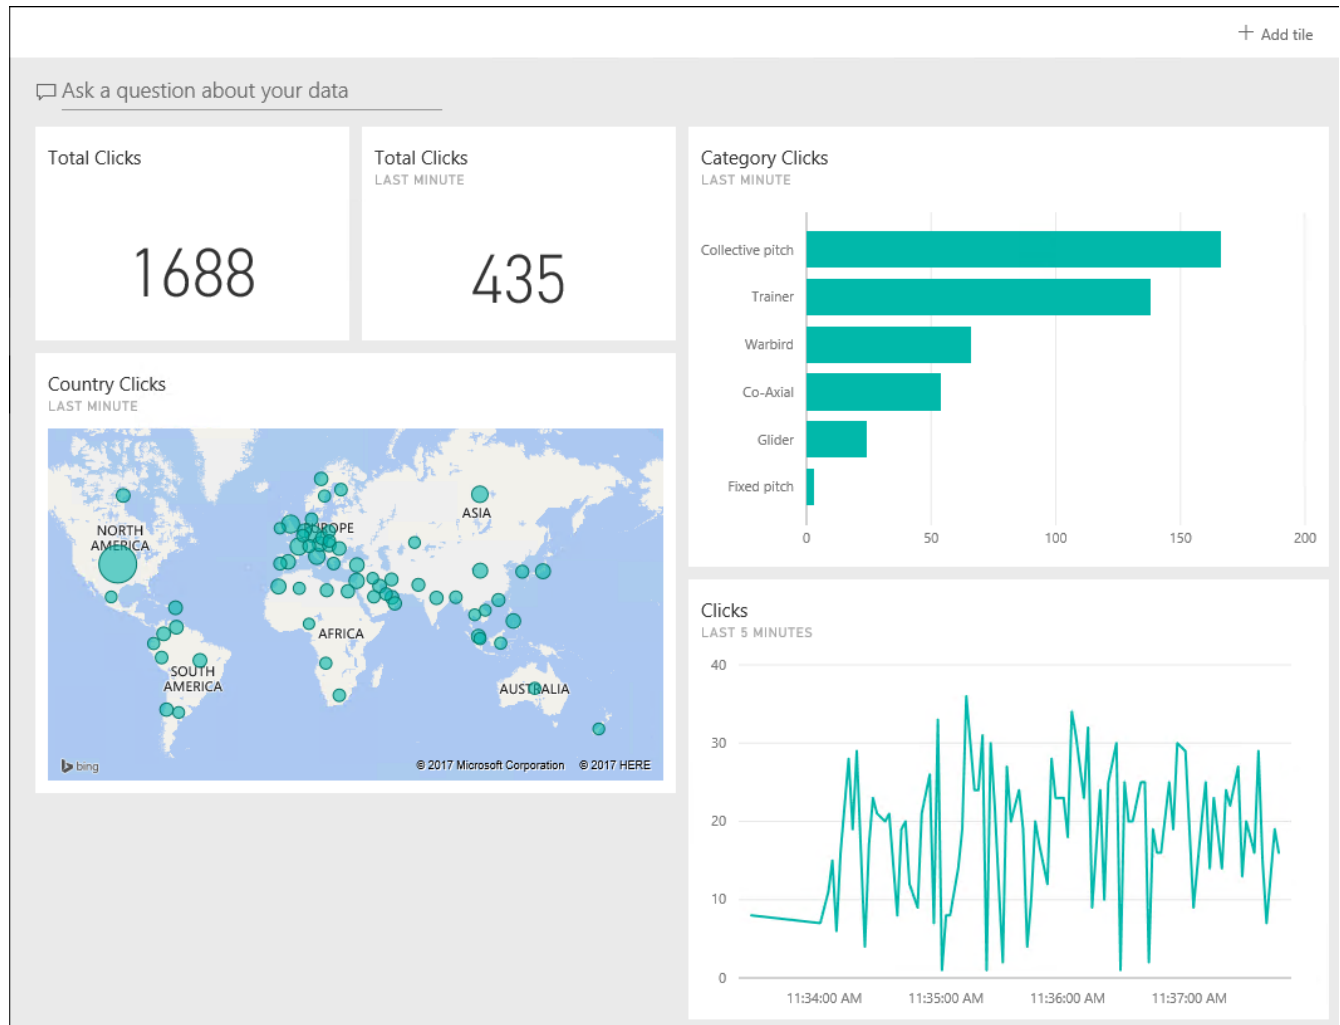 + Add tile
Ask a question about your data
Total Clicks
1688
Total Clicks
LAST MINUTE
435
Category Clicks
LAST MINUTE
Collective pitch
Trainer
Warbird
Co-Axial
Glider
Fixed pitch
0 50 100 150 200
Country Clicks
LAST MINUTE
NORTH
AMERICA
EUROPE
ASIA
AFRICA
SOUTH
AMERICA
AUSTRALIA
bing
© 2017 Microsoft Corporation © 2017 HERE
Clicks
LAST 5 MINUTES
40
30
20
10
0
11:34:00 AM 11:35:00 AM 11:36:00 AM 11:37:00 AM